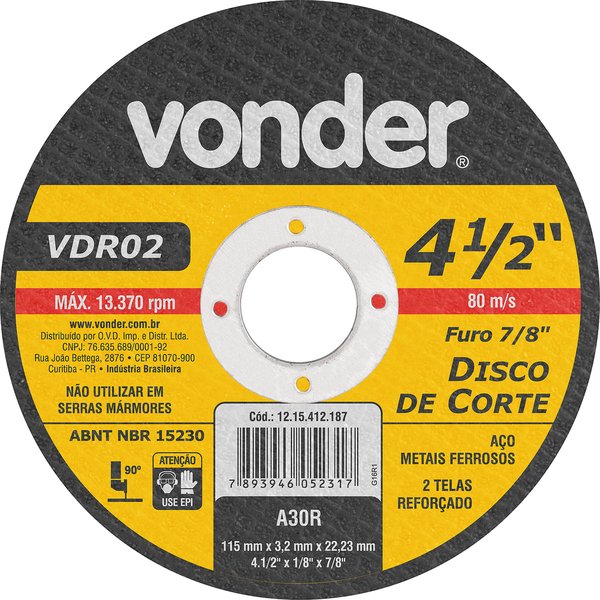 vonder®
VDR02
4.1/2"
MÁX. 13.370 rpm
80 m/s
www.vonder.com.br
Distribuído por O.V.D. Imp. e Distr. Ltda.
CNPJ: 76.635.689/0001-92
Rua João Bettega, 2876 • CEP 81070-900
Curitiba - PR • Indústria Brasileira
NÃO UTILIZAR EM
SERRAS MÁRMORES
ABNT NBR 15230
90º
ATENÇÃO
USE EPI
Furo 7/8"
DISCO
DE CORTE
AÇO
METAIS FERROSOS
2 TELAS
REFORÇADO
Cód.: 12.15.412.187
7 893946 052317
G16R1
A30R
115 mm x 3,2 mm x 22,23 mm
4.1/2" x 1/8" x 7/8"